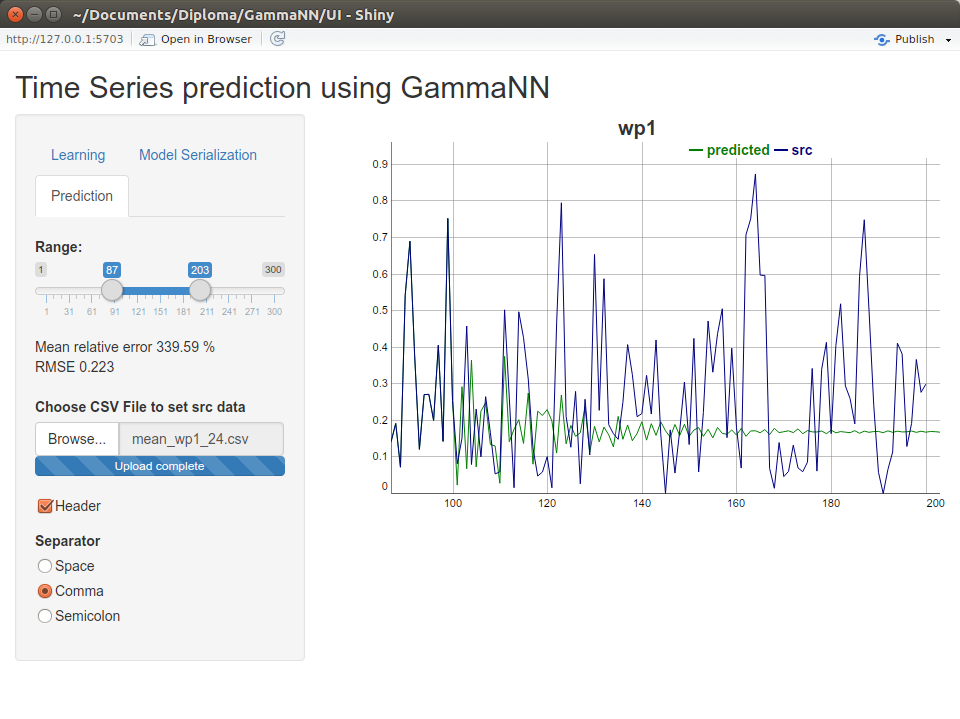 ~/Documents/Diploma/GammaNN/UI - Shiny
http://127.0.0.1:5703 Open in Browser Publish
Time Series prediction using GammaNN
Learning Model Serialization
Prediction
Range:
1 87 203 300
1 31 61 91 121 151 181 211 241 271 300
Mean relative error 339.59 %
RMSE 0.223
Choose CSV File to set src data
Browse... mean_wp1_24.csv
Upload complete
Header
Separator
Space
Comma
Semicolon
wp1
predicted src
0.9
0.8
0.7
0.6
0.5
0.4
0.3
0.2
0.1
0
100 120 140 160 180 200